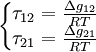 τ₁₂ = Δg₁₂ / RT
τ₂₁ = Δg₂₁ / RT